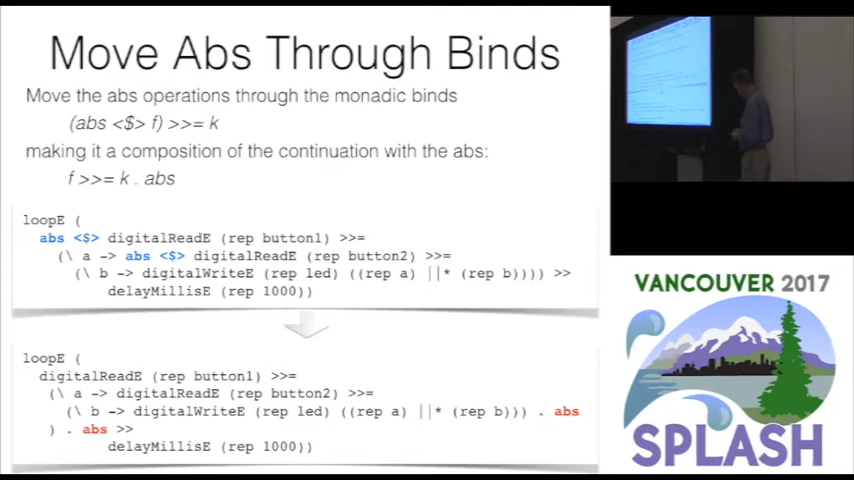 Move Abs Through Binds
Move the abs operations through the monadic binds
(abs <$> f) >>= k
making it a composition of the continuation with the abs:
f >>= k . abs
loopE (
abs <$> digitalReadE (rep button1) >>=
(\ a -> abs <$> digitalReadE (rep button2) >>=
(\ b -> digitalWriteE (rep led) ((rep a) ||* (rep b)))) >>
delayMillisE (rep 1000))
loopE (
digitalReadE (rep button1) >>=
(\ a -> digitalReadE (rep button2) >>=
(\ b -> digitalWriteE (rep led) ((rep a) ||* (rep b))) . abs
) . abs >>
delayMillisE (rep 1000))
VANCOUVER 2017
SPLASH